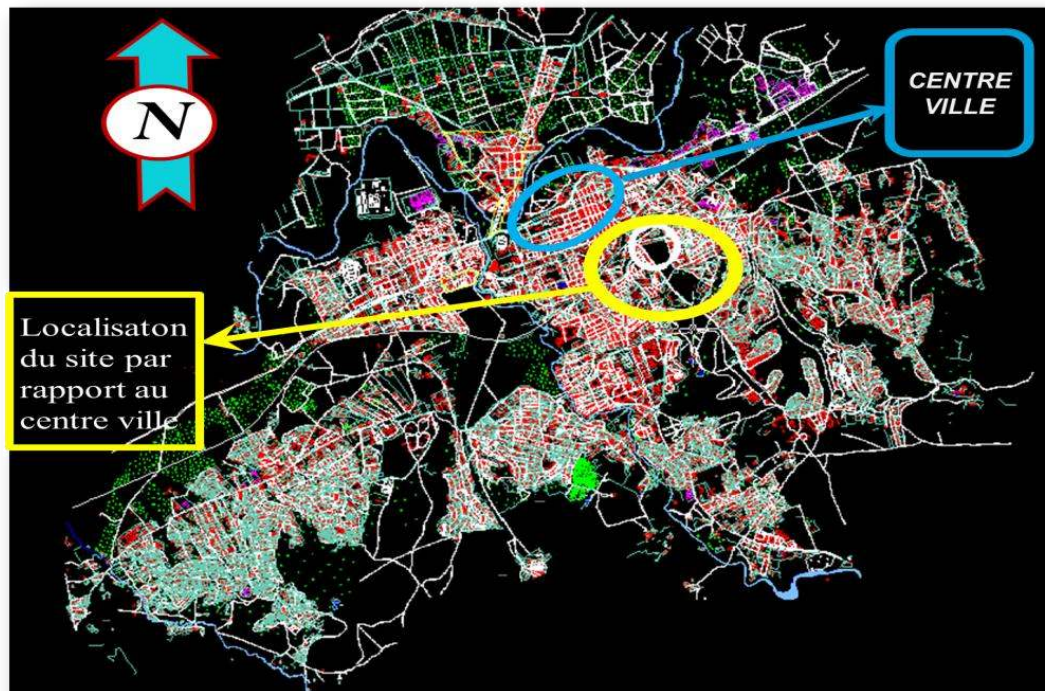 N
CENTRE
VILLE
Localisaton
du site par
rapport au
centre ville